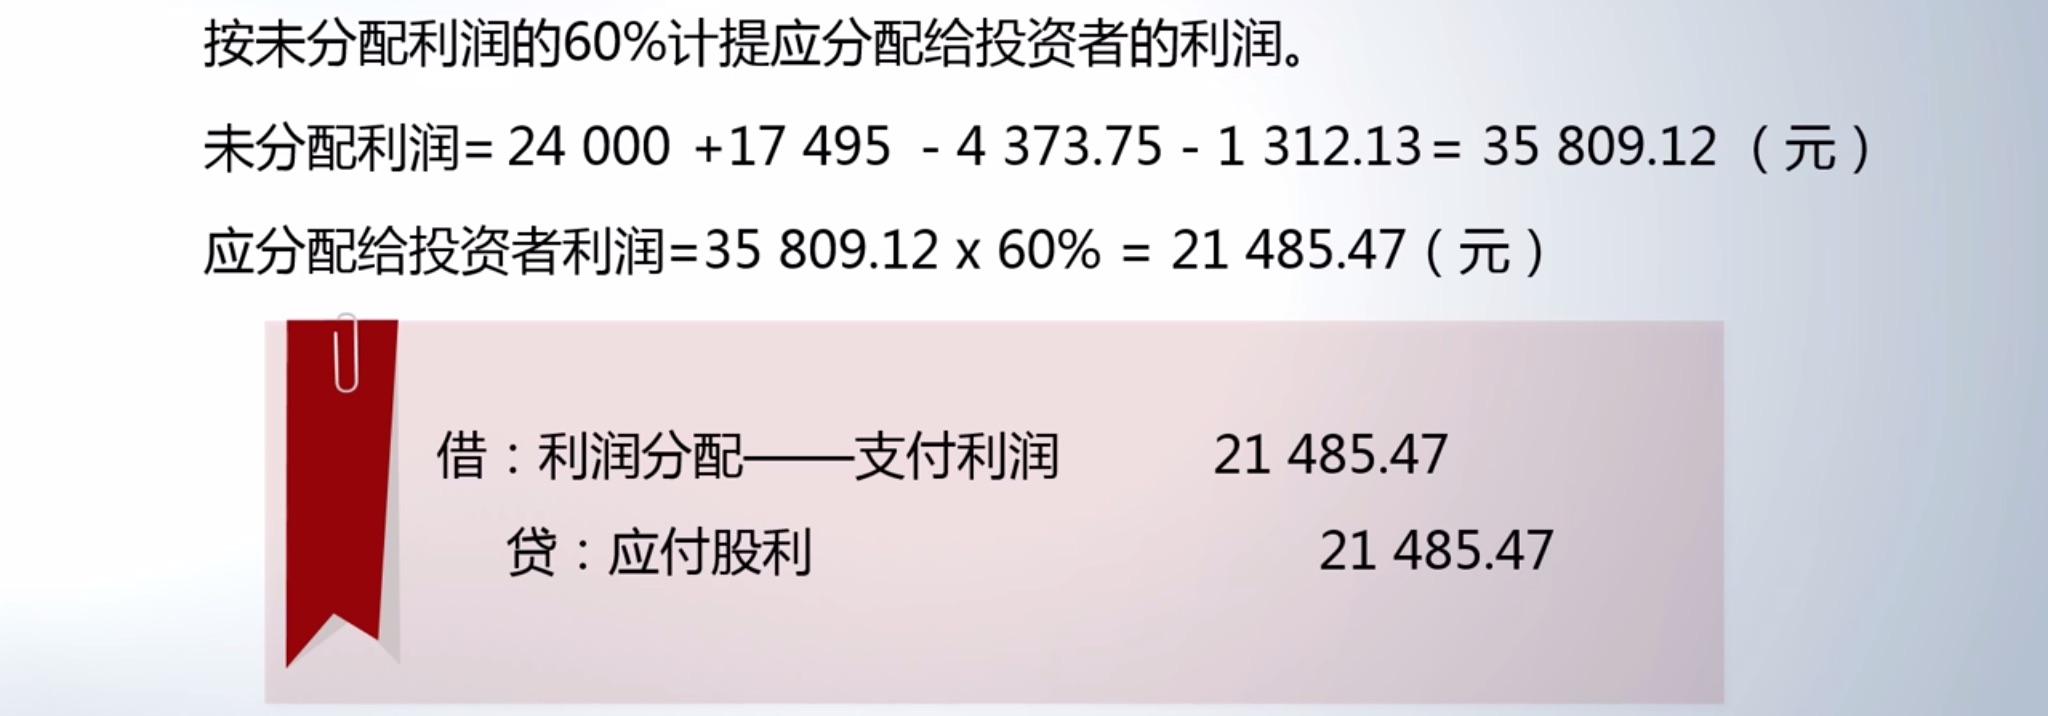 按未分配利润的60%计提应分配给投资者的利润。
未分配利润= 24 000 +17 495 - 4 373.75 - 1 312.13= 35 809.12（元）
应分配给投资者利润=35 809.12 x 60% = 21 485.47（元）
借：利润分配——支付利润 21 485.47
贷：应付股利 21 485.47